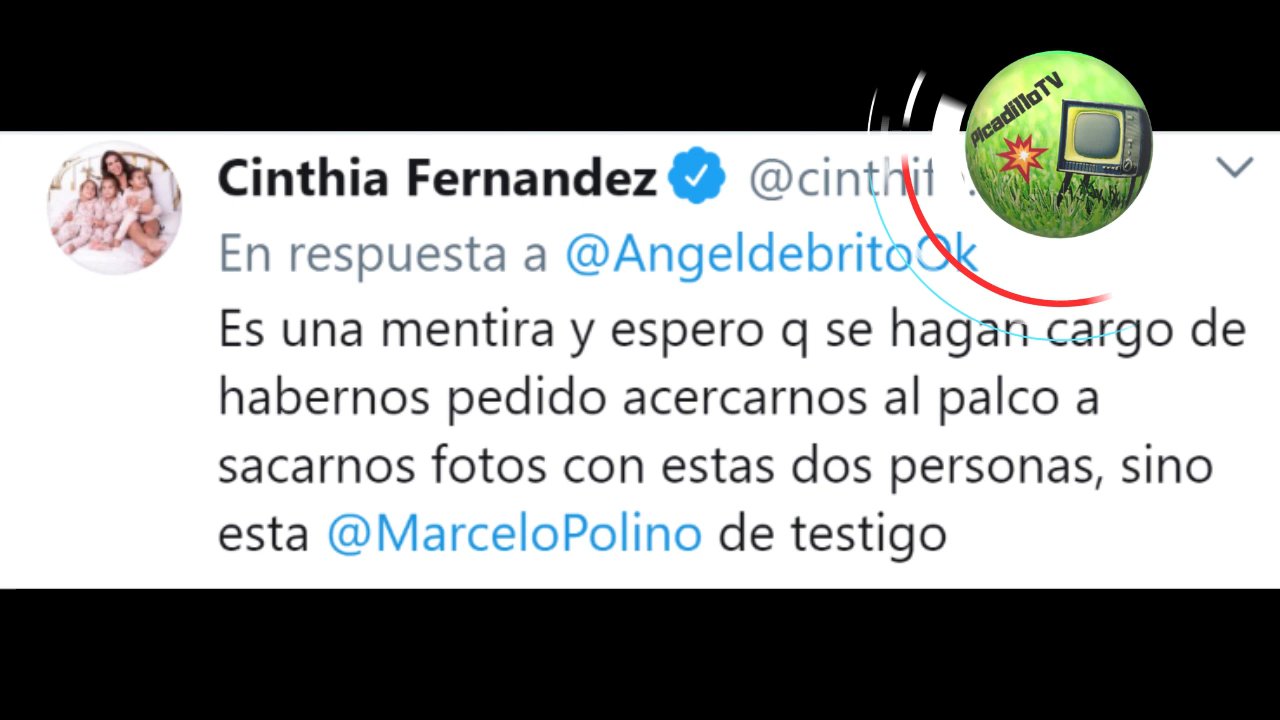 PicadilloTV
Cinthia Fernandez @cinthif
En respuesta a @AngeldebritoOk
Es una mentira y espero q se hagan cargo de
habernos pedido acercarnos al palco a
sacarnos fotos con estas dos personas, sino
esta @MarceloPolino de testigo